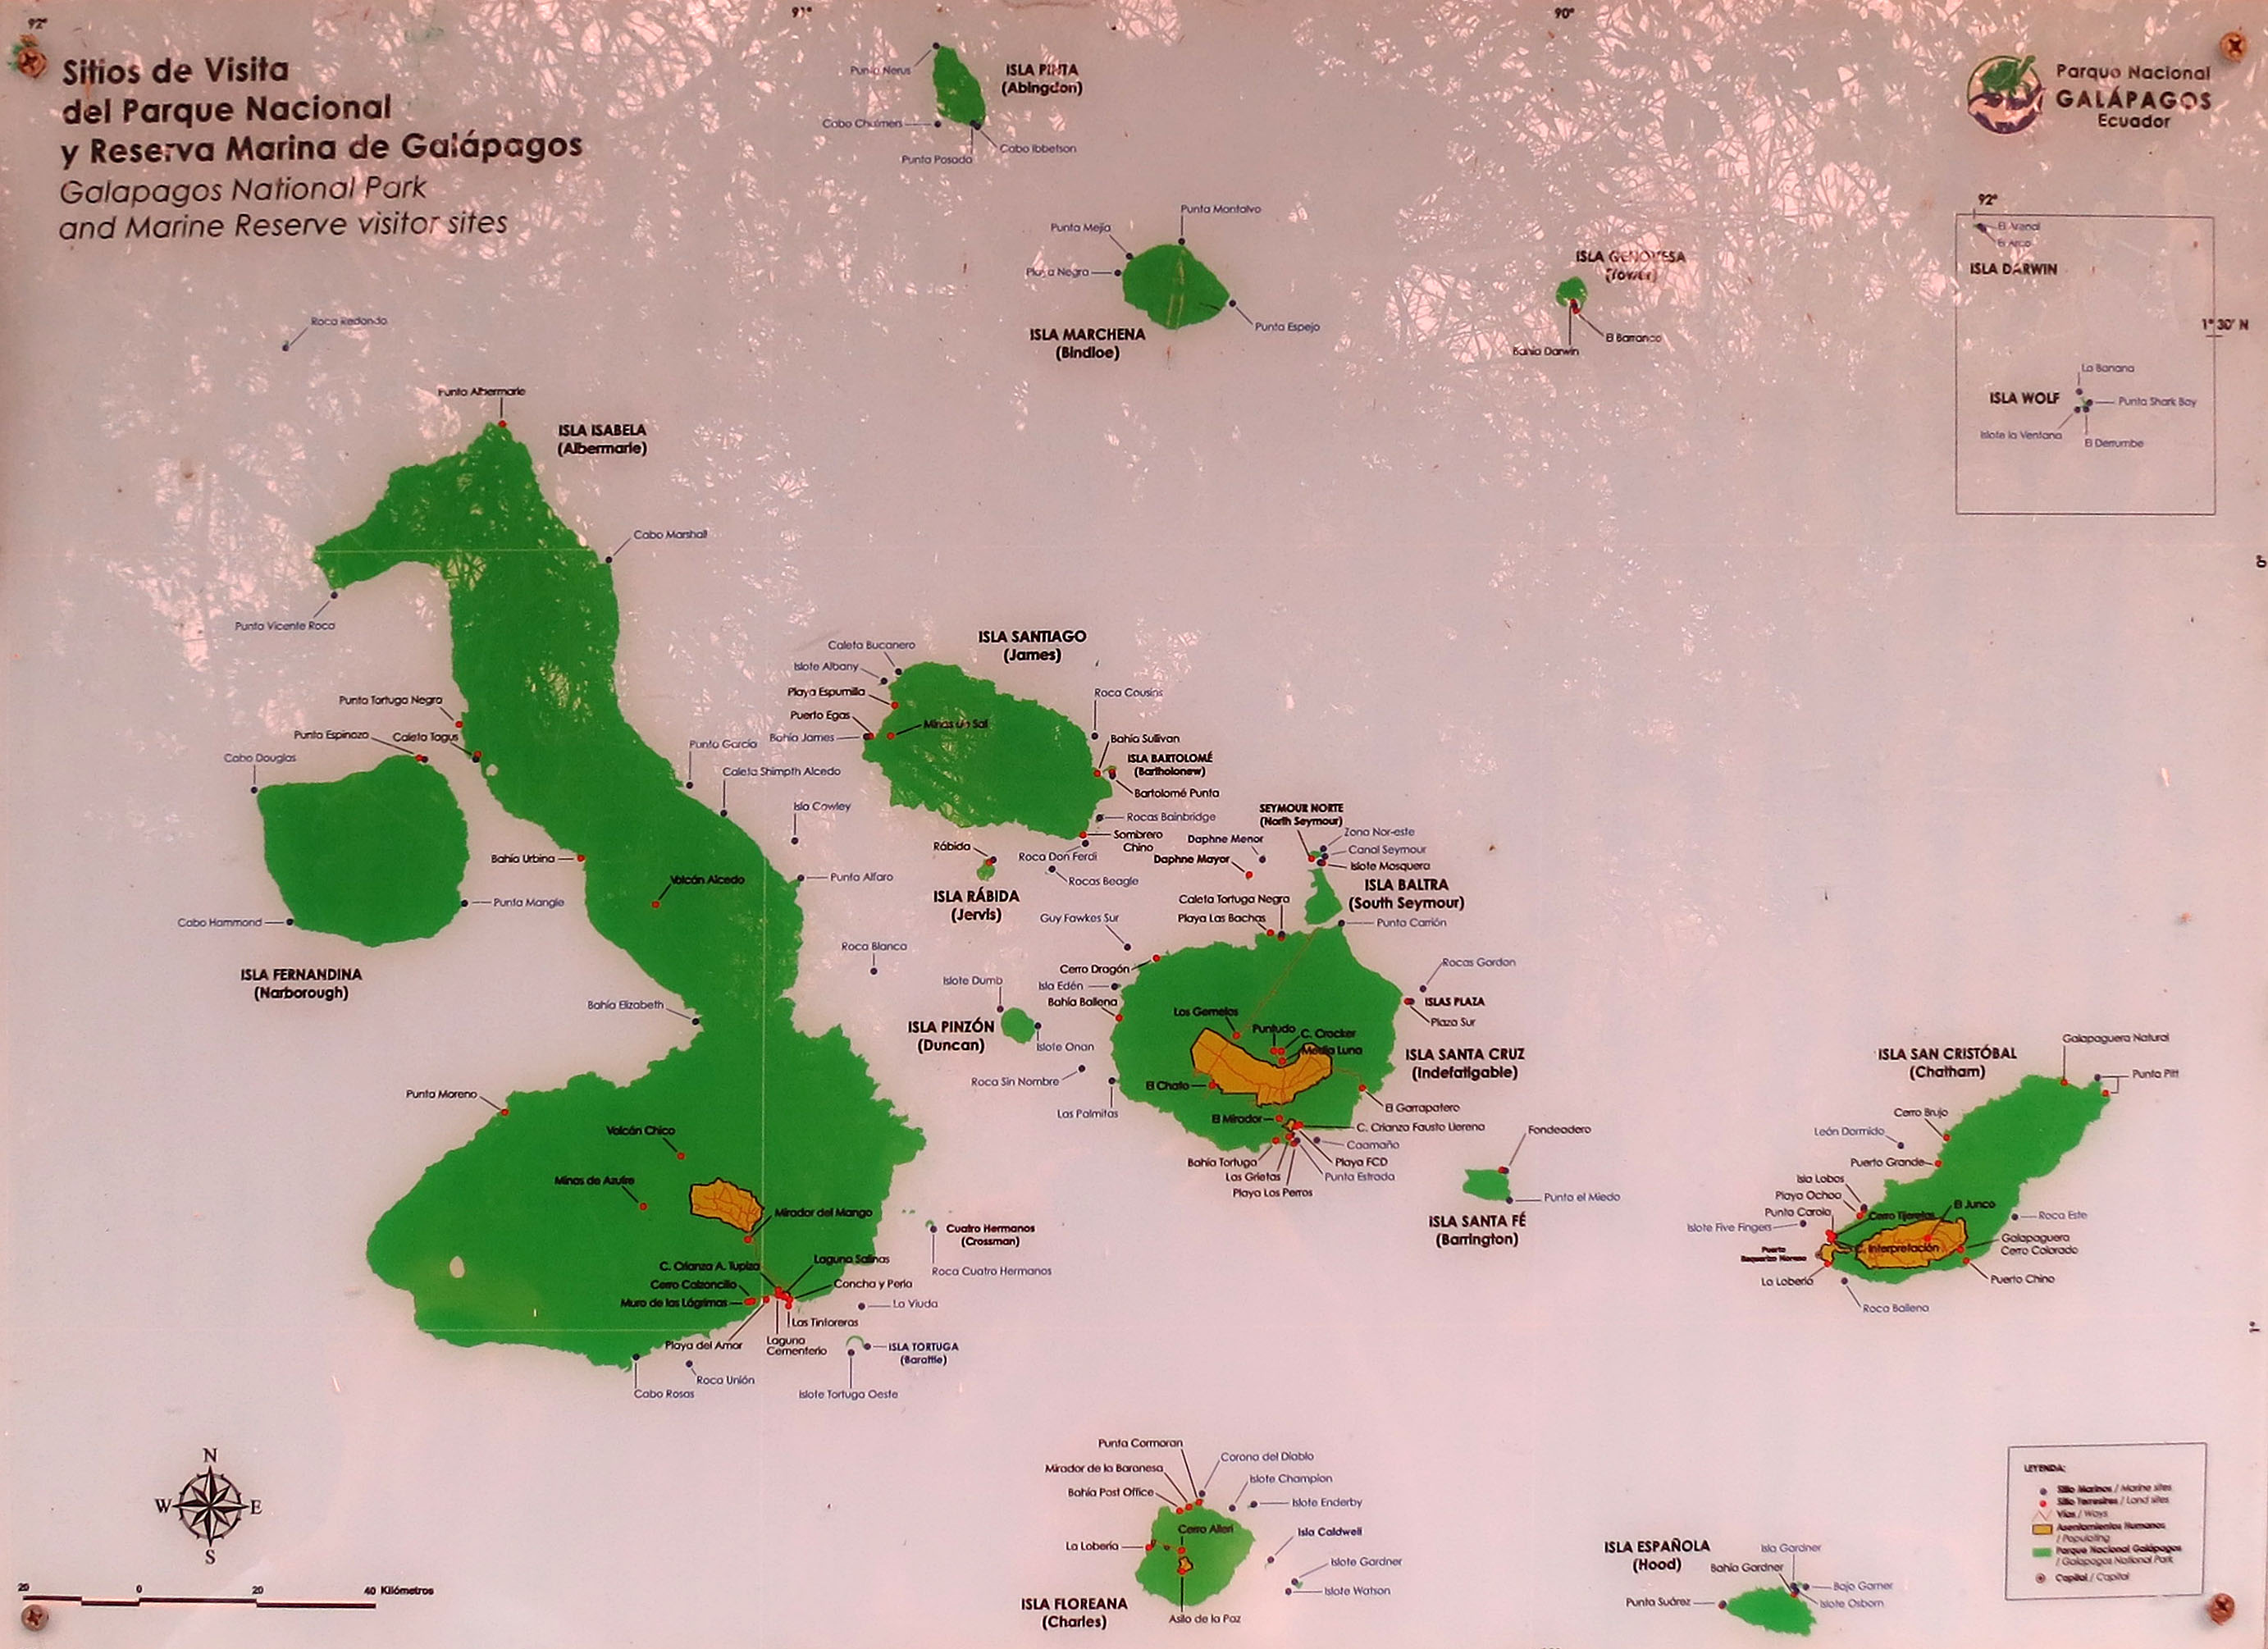 92°
91°
90°
Sitios de Visita
del Parque Nacional
y Reserva Marina de Galápagos
Galapagos National Park
and Marine Reserve visitor sites
Parque Nacional
GALÁPAGOS
Ecuador
Punta Nerus
ISLA PINTA
(Abingdon)
Cabo Chalmers
Cabo Ibbetson
Punta Posada
Punta Montalvo
Punta Mejía
Playa Negra
Punta Espejo
ISLA MARCHENA
(Bindloe)
ISLA GENOVESA
(Tower)
El Barranco
Bahía Darwin
92°
El Arenal
El Arco
ISLA DARWIN
1° 30' N
La Banana
ISLA WOLF
Punta Shark Bay
Islote la Ventana
El Derrumbe
0°
1°
Roca Redondo
Punta Albermarle
ISLA ISABELA
(Albermarle)
Cabo Marshall
Punta Vicente Roca
Punto Tortuga Negra
Punta Espinoza
Caleta Tagus
Cabo Douglas
Punta García
Caleta Shimpth Alcedo
Isla Cowley
Bahía Urbina
Volcán Alcedo
Punta Alfaro
Punta Mangle
Cabo Hammond
ISLA FERNANDINA
(Narborough)
Roca Blanca
Bahía Elizabeth
Punta Moreno
Volcán Chico
Minas de Azufre
Mirador del Mango
C. Crianza A. Tupiza
Laguna Salinas
Cerro Calzoncillo
Concha y Perla
Muro de las Lágrimas
Las Tintoreras
Playa del Amor
Laguna
Cementerio
Roca Unión
Cabo Rosas
Cuatro Hermanos
(Crossman)
Roca Cuatro Hermanos
La Viuda
ISLA TORTUGA
(Barattle)
Islote Tortuga Oeste
Caleta Bucanero
ISLA SANTIAGO
(James)
Islote Albany
Playa Espumilla
Puerto Egas
Minas de Sal
Bahía James
Roca Cousins
Bahía Sullivan
ISLA BARTOLOMÉ
(Bartholonew)
Bartolomé Punta
Rocas Bainbridge
Sombrero
Chino
Roca Don Ferdi
Rocas Beagle
Rábida
ISLA RÁBIDA
(Jervis)
SEYMOUR NORTE
(North Seymour)
Daphne Menor
Zona Nor-este
Canal Seymour
Daphne Mayor
Islote Mosquera
ISLA BALTRA
(South Seymour)
Caleta Tortuga Negra
Playa Las Bachas
Punta Carrión
Guy Fawkes Sur
Cerro Dragón
Rocas Gordon
Isla Edén
Bahía Ballena
ISLAS PLAZA
Plaza Sur
Islote Dumb
ISLA PINZÓN
(Duncan)
Islote Onan
Roca Sin Nombre
Las Palmitas
Los Gemelos
Puntudo
C. Crocker
Media Luna
ISLA SANTA CRUZ
(Indefatigable)
El Chato
El Garrapatero
El Mirador
C. Crianza Fausto Llerena
Caamaño
Bahía Tortuga
Playa FCD
Las Grietas
Punta Estrada
Playa Los Perros
Fondeadero
Punta el Miedo
ISLA SANTA FÉ
(Barrington)
ISLA SAN CRISTÓBAL
(Chatham)
Galapaguera Natural
Punta Pitt
Cerro Brujo
León Dormido
Puerto Grande
Isla Lobos
Playa Ochoa
Punta Carola
Cerro Tijeretas
El Junco
Islote Five Fingers
Roca Este
C. Interpretación
Galapaguera
Cerro Colorado
Puerto
Baquerizo Moreno
La Lobería
Puerto Chino
Roca Ballena
Punta Cormoran
Corona del Diablo
Mirador de la Baronesa
Islote Champion
Bahía Post Office
Islote Enderby
Cerro Alieri
Isla Caldwell
La Lobería
Islote Gardner
Islote Watson
ISLA FLOREANA
(Charles)
Asilo de la Paz
ISLA ESPAÑOLA
(Hood)
Isla Gardner
Bahía Gardner
Bajo Garner
Punta Suárez
Islote Osborn
N
W E
S
20 0 20 40 Kilómetros
LEYENDA:
Sitio Marinos / Marine sites
Sitio Terrestres / Land sites
Vías / Ways
Asentamientos Humanos
/ Populating
Parque Nacional Galápagos
/ Galapagos National Park
Capital / Capital